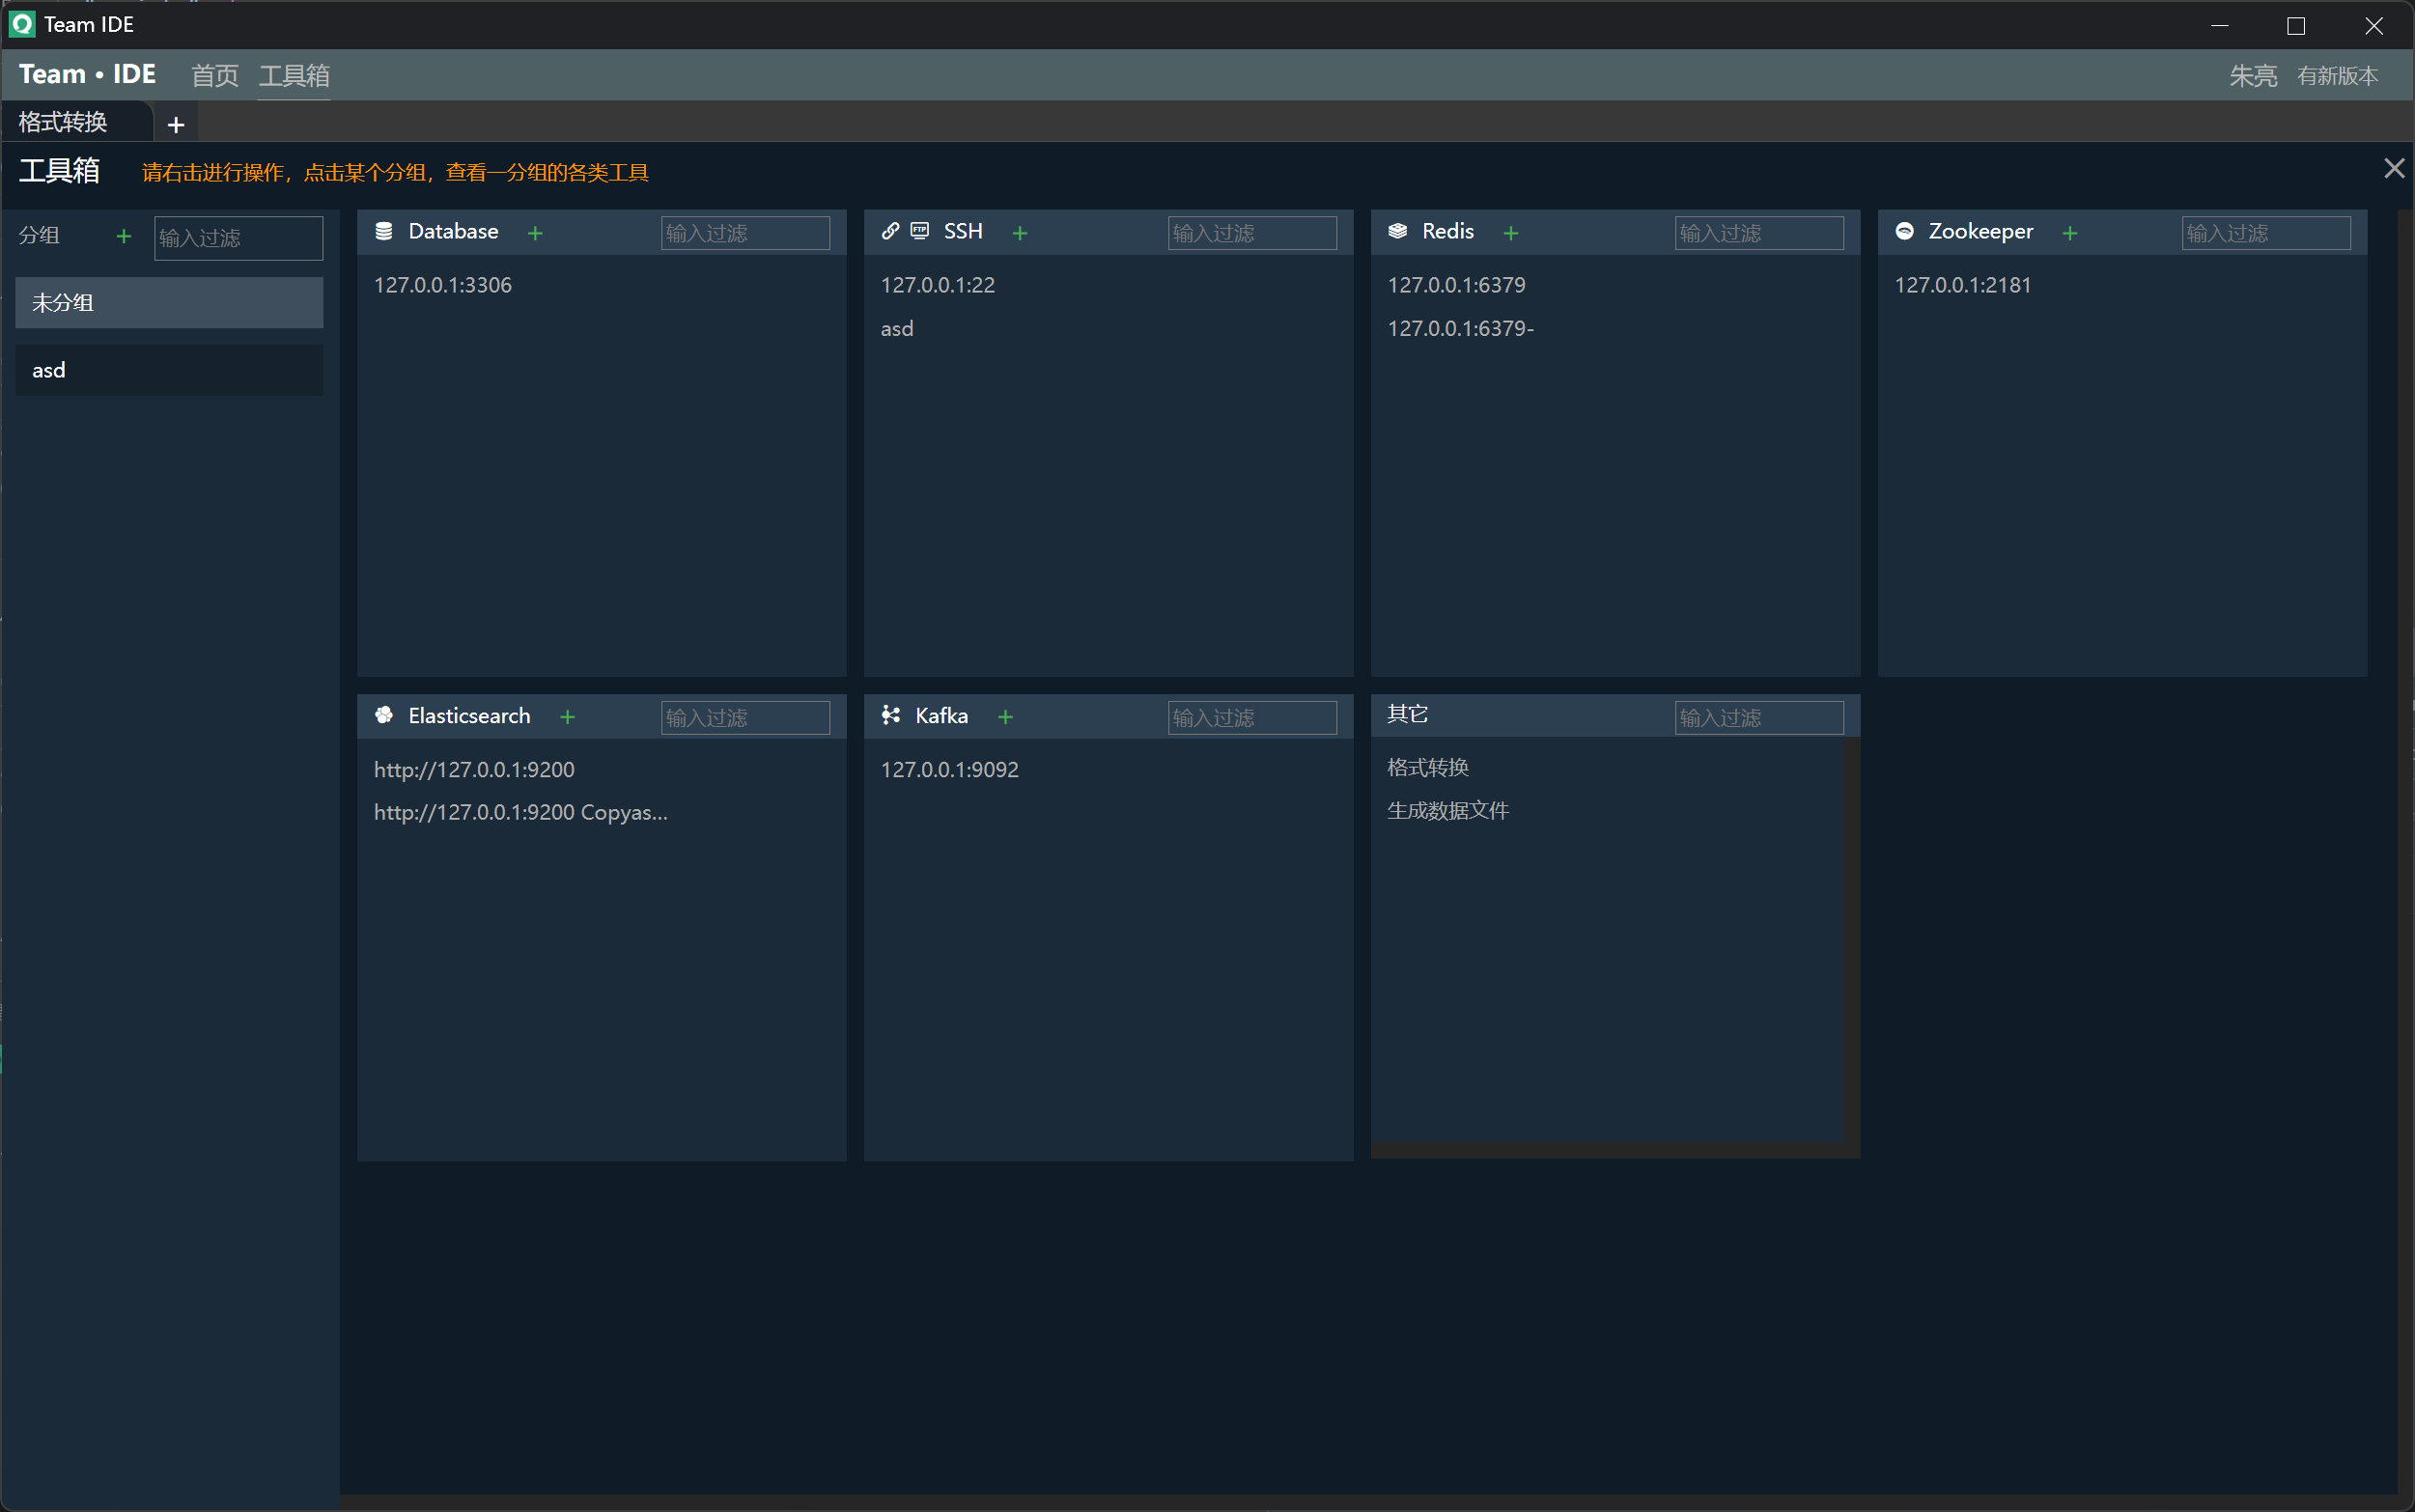 Team IDE
Team • IDE 首页 工具箱 朱亮 有新版本
格式转换 +
工具箱 请右击进行操作，点击某个分组，查看一分组的各类工具
分组 + 输入过滤
未分组
asd
Database + 输入过滤
127.0.0.1:3306
SSH + 输入过滤
127.0.0.1:22
asd
Redis + 输入过滤
127.0.0.1:6379
127.0.0.1:6379-
Zookeeper + 输入过滤
127.0.0.1:2181
Elasticsearch + 输入过滤
http://127.0.0.1:9200
http://127.0.0.1:9200 Copyas...
Kafka + 输入过滤
127.0.0.1:9092
其它 输入过滤
格式转换
生成数据文件